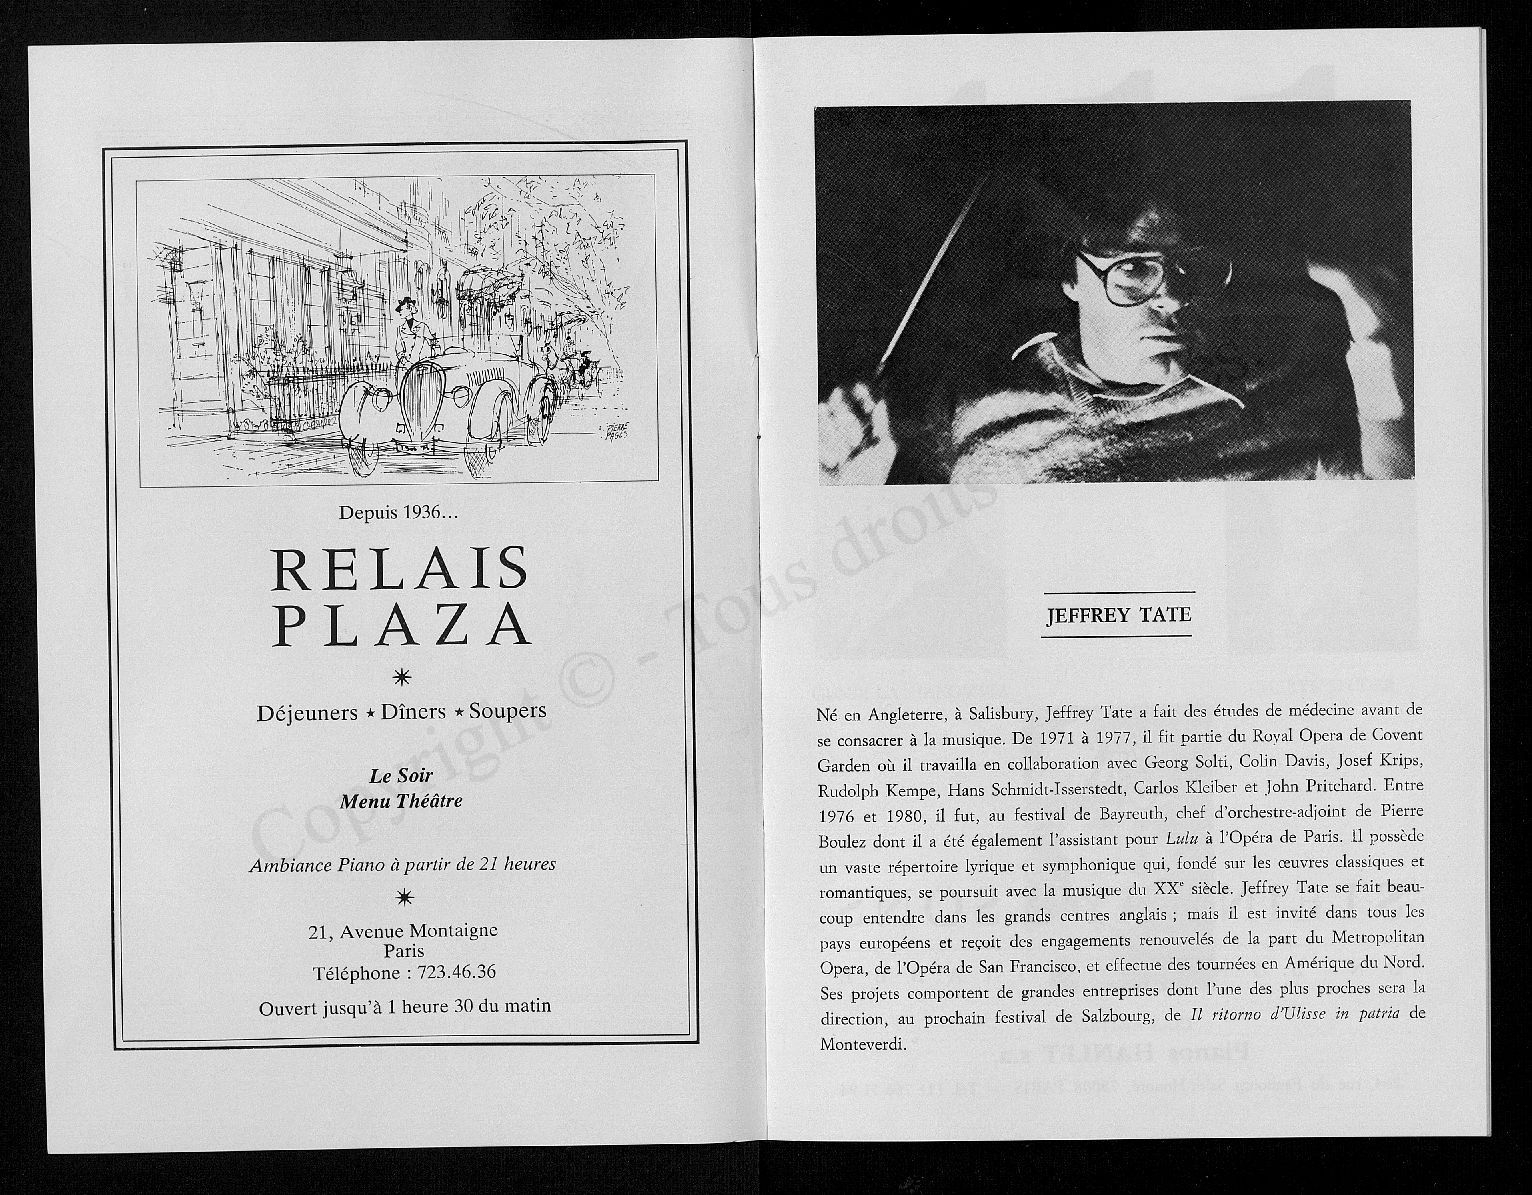 PIERRE
PAGES
Depuis 1936...
RELAIS
PLAZA
Déjeuners ★ Dîners ★ Soupers
Le Soir
Menu Théâtre
Ambiance Piano à partir de 21 heures
21, Avenue Montaigne
Paris
Téléphone : 723.46.36
Ouvert jusqu'à 1 heure 30 du matin
Copyright © - Tous droits
JEFFREY TATE
Né en Angleterre, à Salisbury, Jeffrey Tate a fait des études de médecine avant de
se consacrer à la musique. De 1971 à 1977, il fit partie du Royal Opera de Covent
Garden où il travailla en collaboration avec Georg Solti, Colin Davis, Josef Krips,
Rudolph Kempe, Hans Schmidt-Isserstedt, Carlos Kleiber et John Pritchard. Entre
1976 et 1980, il fut, au festival de Bayreuth, chef d'orchestre-adjoint de Pierre
Boulez dont il a été également l'assistant pour Lulu à l'Opéra de Paris. Il possède
un vaste répertoire lyrique et symphonique qui, fondé sur les œuvres classiques et
romantiques, se poursuit avec la musique du XXe siècle. Jeffrey Tate se fait beau-
coup entendre dans les grands centres anglais ; mais il est invité dans tous les
pays européens et reçoit des engagements renouvelés de la part du Metropolitan
Opera, de l'Opéra de San Francisco, et effectue des tournées en Amérique du Nord.
Ses projets comportent de grandes entreprises dont l'une des plus proches sera la
direction, au prochain festival de Salzbourg, de Il ritorno d'Ulisse in patria de
Monteverdi.
Pianos HANLET